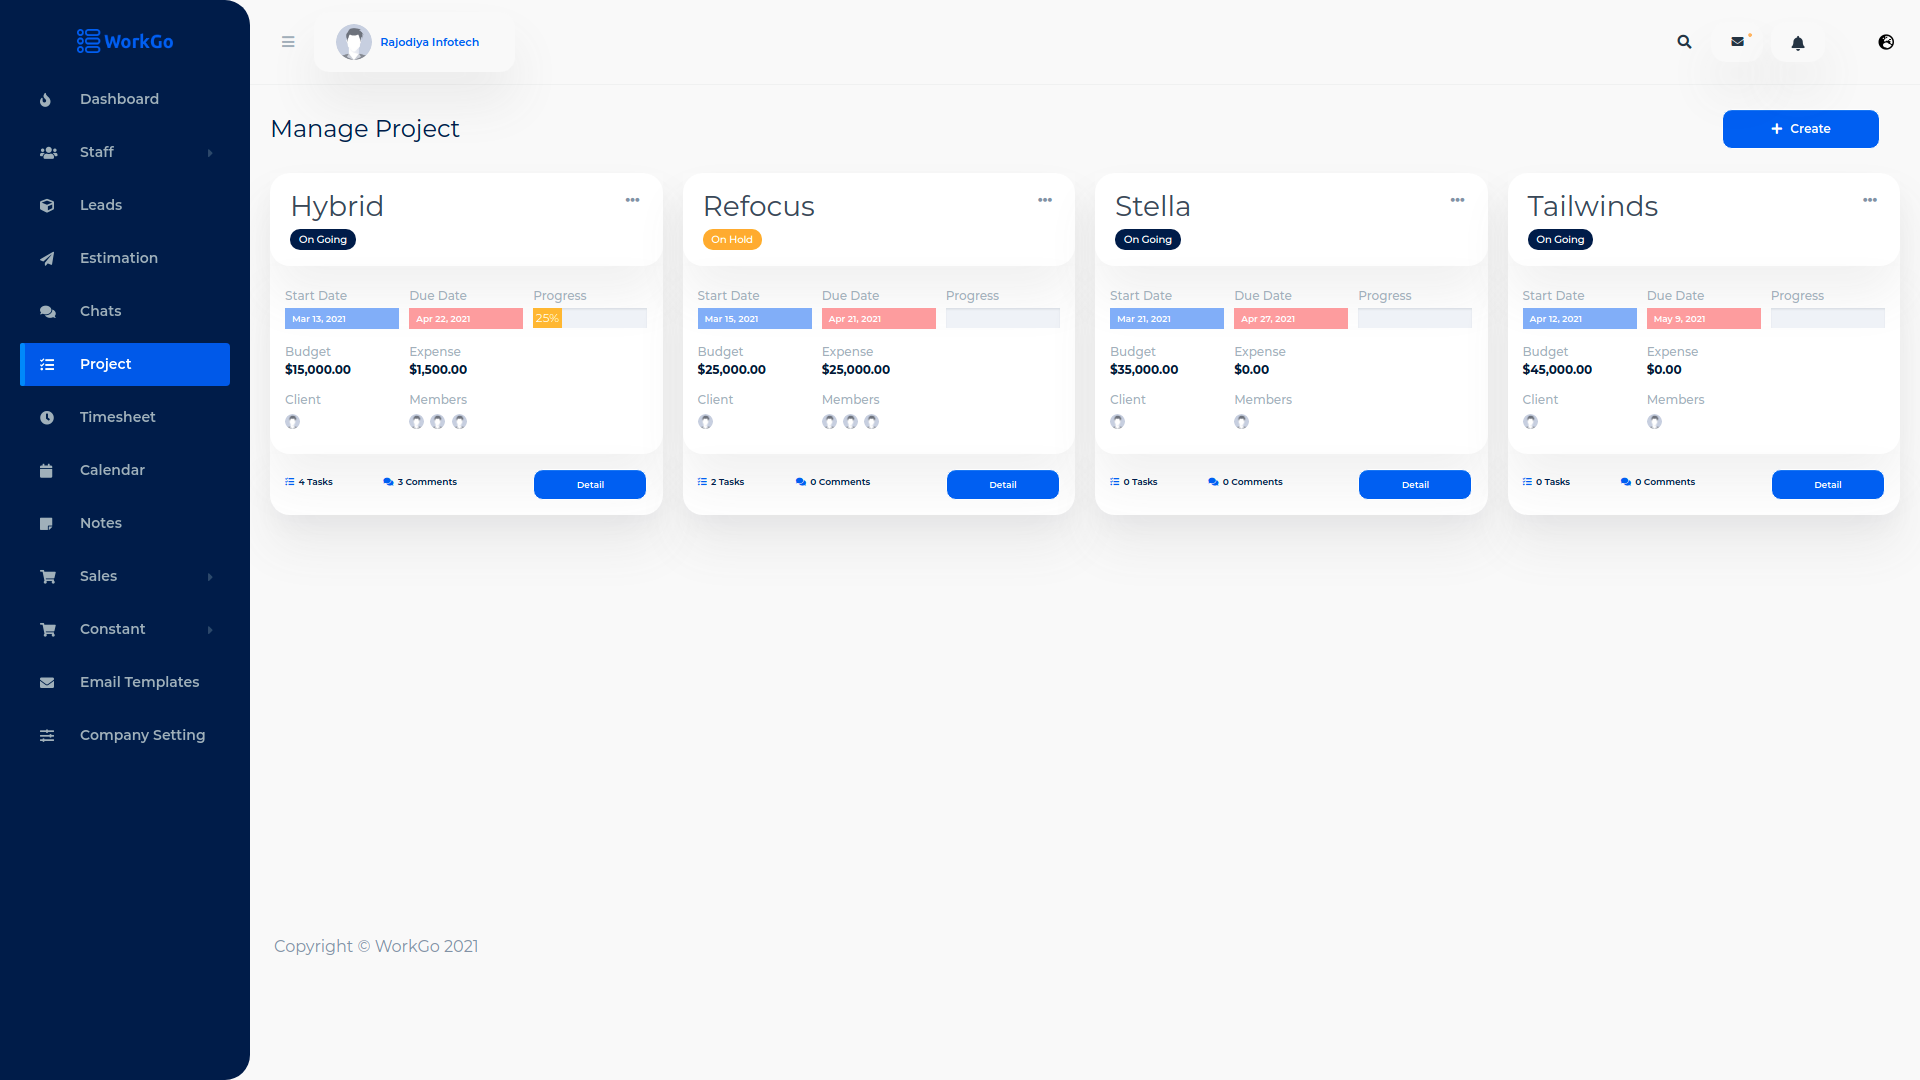 WorkGo
Dashboard
Staff
Leads
Estimation
Chats
Project
Timesheet
Calendar
Notes
Sales
Constant
Email Templates
Company Setting
Rajodiya Infotech
Manage Project
Create
Hybrid
On Going
Start Date Due Date Progress
Mar 13, 2021 Apr 22, 2021 25%
Budget Expense
$15,000.00 $1,500.00
Client Members
4 Tasks 3 Comments Detail
Refocus
On Hold
Start Date Due Date Progress
Mar 15, 2021 Apr 21, 2021
Budget Expense
$25,000.00 $25,000.00
Client Members
2 Tasks 0 Comments Detail
Stella
On Going
Start Date Due Date Progress
Mar 21, 2021 Apr 27, 2021
Budget Expense
$35,000.00 $0.00
Client Members
0 Tasks 0 Comments Detail
Tailwinds
On Going
Start Date Due Date Progress
Apr 12, 2021 May 9, 2021
Budget Expense
$45,000.00 $0.00
Client Members
0 Tasks 0 Comments Detail
Copyright © WorkGo 2021